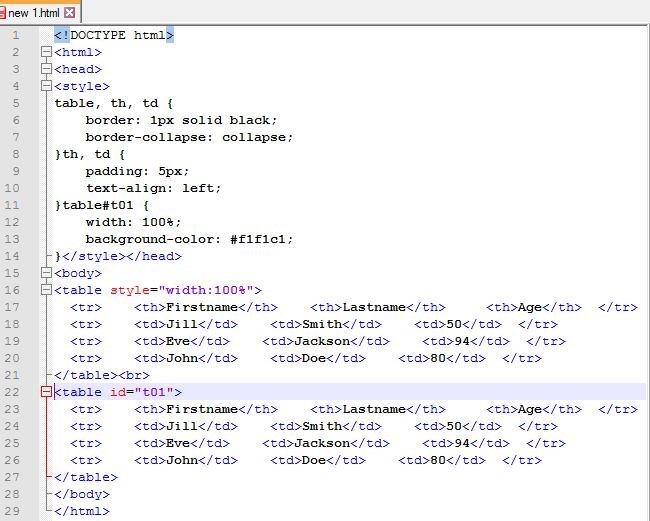 new 1.html
1 <!DOCTYPE html>
2 <html>
3 <head>
4 <style>
5 table, th, td {
6     border: 1px solid black;
7     border-collapse: collapse;
8 }th, td {
9     padding: 5px;
10     text-align: left;
11 }table#t01 {
12     width: 100%;
13     background-color: #f1f1c1;
14 }</style></head>
15 <body>
16 <table style="width:100%">
17   <tr>    <th>Firstname</th>    <th>Lastname</th>     <th>Age</th>  </tr>
18   <tr>    <td>Jill</td>    <td>Smith</td>    <td>50</td>  </tr>
19   <tr>    <td>Eve</td>   <td>Jackson</td>    <td>94</td>  </tr>
20   <tr>    <td>John</td>    <td>Doe</td>    <td>80</td>  </tr>
21 </table><br>
22 <table id="t01">
23   <tr>    <th>Firstname</th>    <th>Lastname</th>     <th>Age</th>  </tr>
24   <tr>    <td>Jill</td>    <td>Smith</td>    <td>50</td>  </tr>
25   <tr>    <td>Eve</td>   <td>Jackson</td>    <td>94</td>  </tr>
26   <tr>    <td>John</td>    <td>Doe</td>    <td>80</td>  </tr>
27 </table>
28 </body>
29 </html>